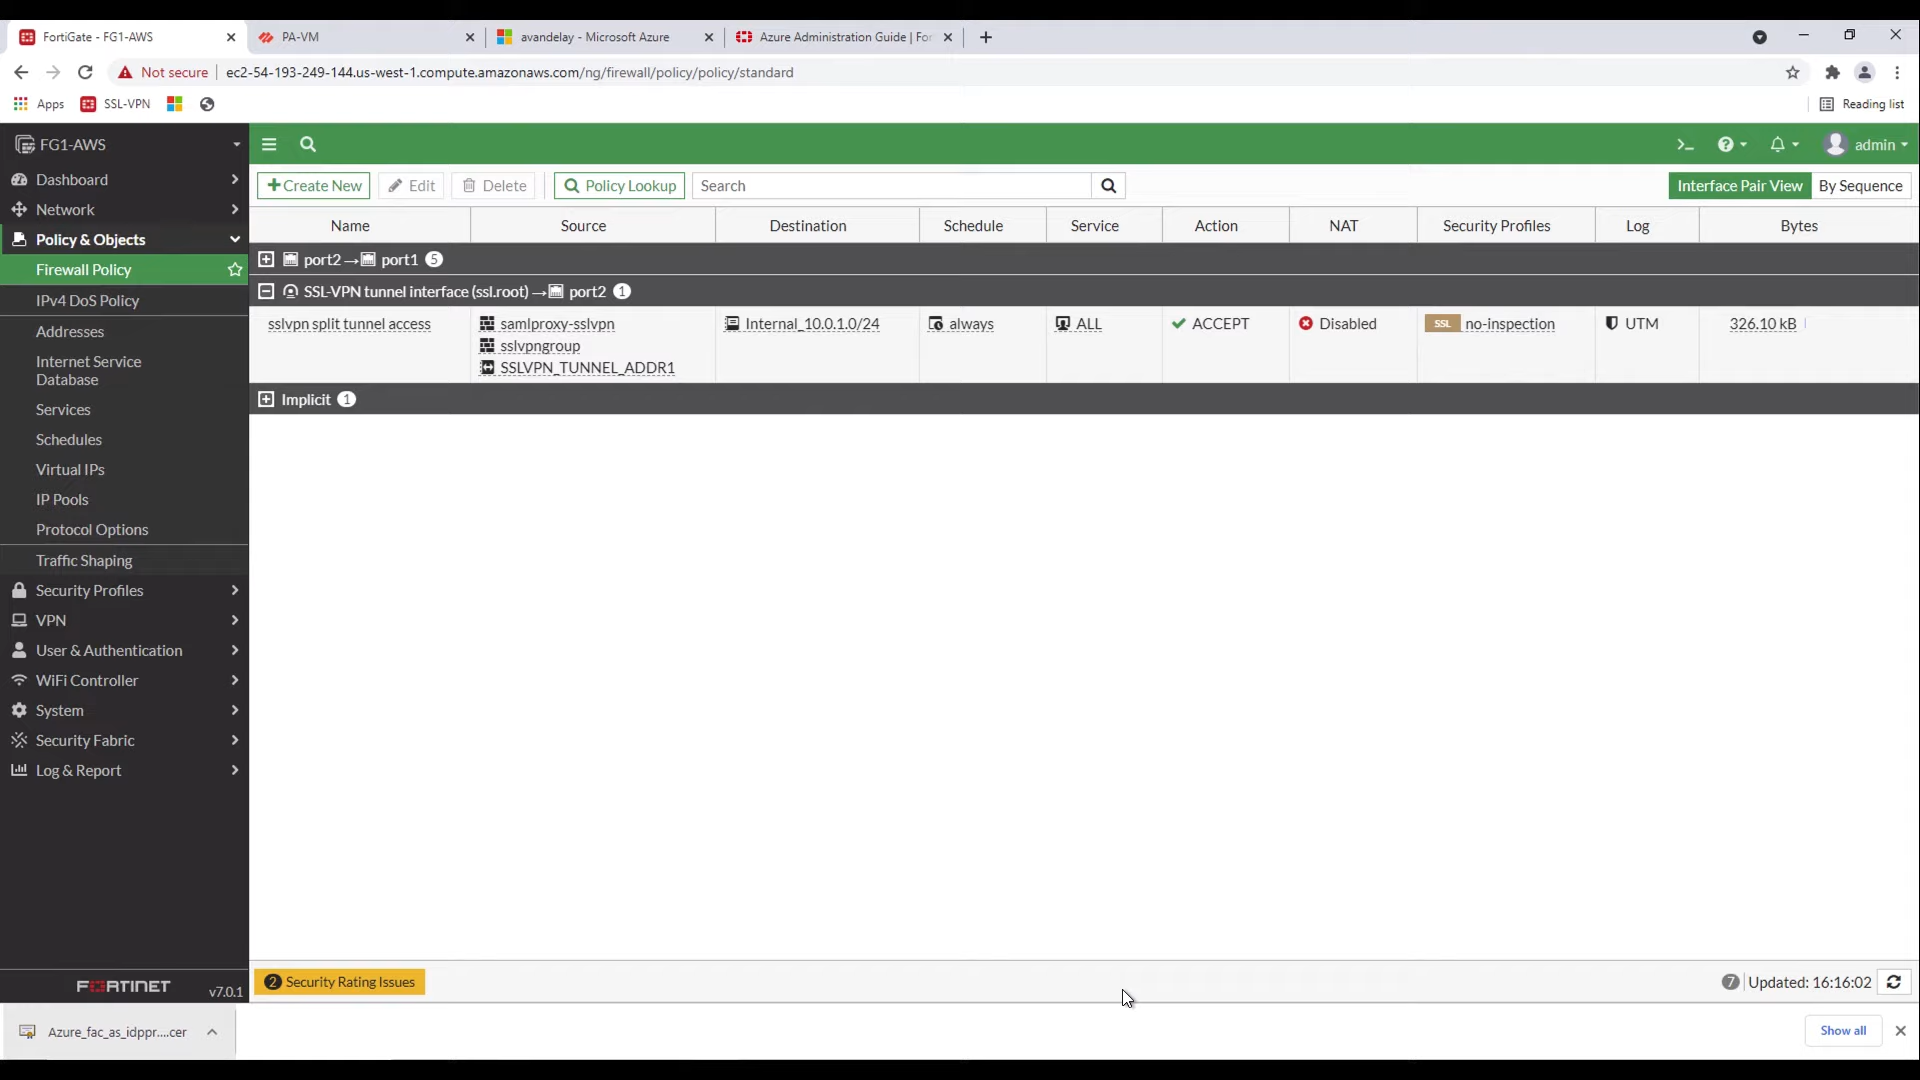 FortiGate - FG1-AWS
PA-VM
avandelay - Microsoft Azure
Azure Administration Guide | For
Not secure
ec2-54-193-249-144.us-west-1.compute.amazonaws.com/ng/firewall/policy/policy/standard
Apps
SSL-VPN
Reading list
FG1-AWS
>_
?
admin
Dashboard
Network
Policy & Objects
Firewall Policy
IPv4 DoS Policy
Addresses
Internet Service
Database
Services
Schedules
Virtual IPs
IP Pools
Protocol Options
Traffic Shaping
Security Profiles
VPN
User & Authentication
WiFi Controller
System
Security Fabric
Log & Report
FORTINET
v7.0.1
+Create New
Edit
Delete
Policy Lookup
Search
Interface Pair View
By Sequence
Name Source Destination Schedule Service Action NAT Security Profiles Log Bytes
port2 → port1 5
SSL-VPN tunnel interface (ssl.root) → port2 1
sslvpn split tunnel access samlproxy-sslvpn Internal_10.0.1.0/24 always ALL ACCEPT Disabled SSL no-inspection UTM 326.10 kB
sslvpngroup
SSLVPN_TUNNEL_ADDR1
Implicit 1
2 Security Rating Issues
7 Updated: 16:16:02
Azure_fac_as_idppr....cer
Show all